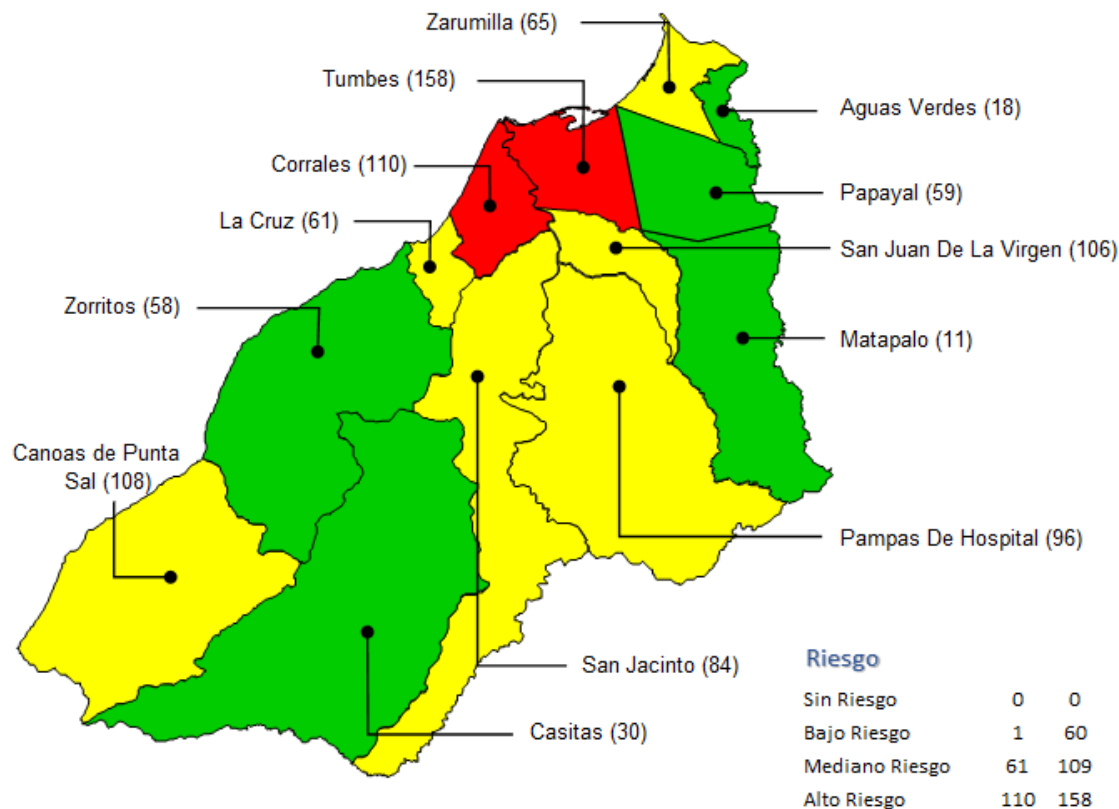 Zarumilla (65)
Tumbes (158)
Aguas Verdes (18)
Corrales (110)
Papayal (59)
La Cruz (61)
San Juan De La Virgen (106)
Zorritos (58)
Matapalo (11)
Canoas de Punta
Sal (108)
Pampas De Hospital (96)
San Jacinto (84)
Casitas (30)
Riesgo
Sin Riesgo 0 0
Bajo Riesgo 1 60
Mediano Riesgo 61 109
Alto Riesgo 110 158